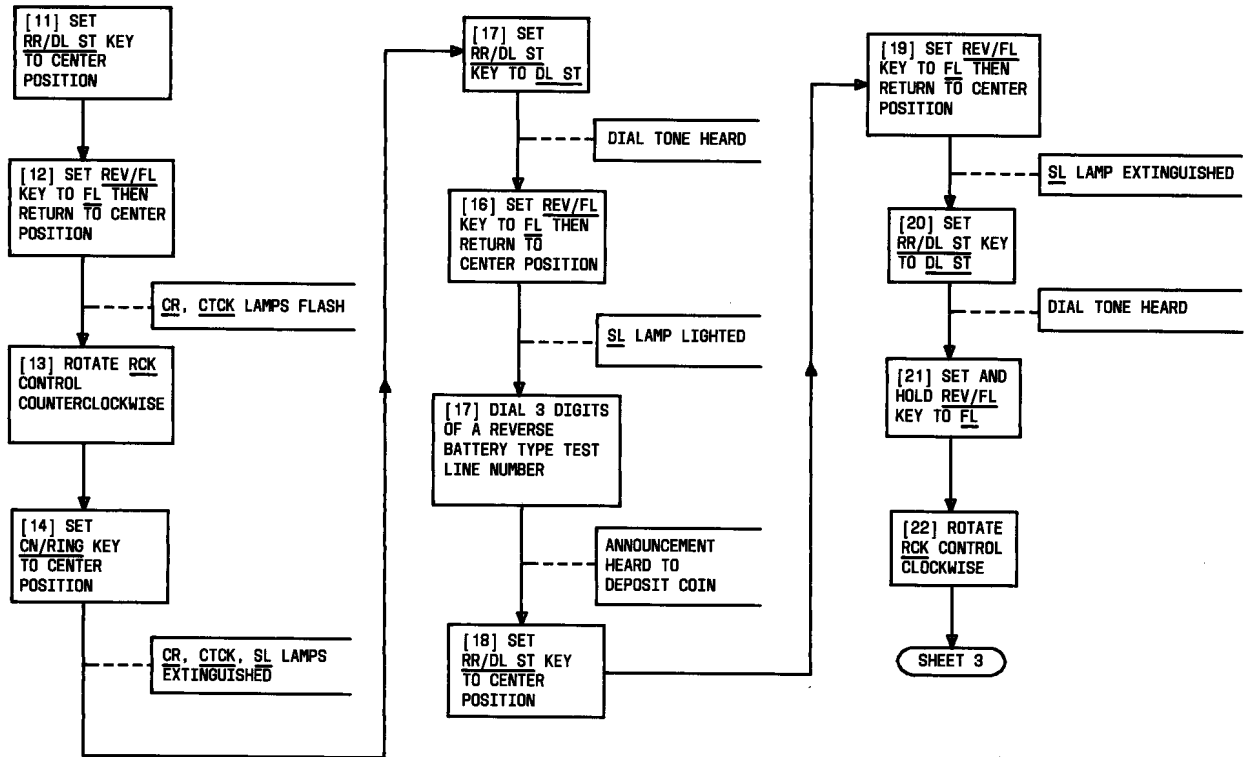 [11] SET
RR/DL ST KEY
TO CENTER
POSITION
[12] SET REV/FL
KEY TO FL THEN
RETURN TO CENTER
POSITION
CR, CTCK LAMPS FLASH
[13] ROTATE RCK
CONTROL
COUNTERCLOCKWISE
[14] SET
CN/RING KEY
TO CENTER
POSITION
CR, CTCK, SL LAMPS
EXTINGUISHED
[17] SET
RR/DL ST
KEY TO DL ST
DIAL TONE HEARD
[16] SET REV/FL
KEY TO FL THEN
RETURN TO
CENTER POSITION
SL LAMP LIGHTED
[17] DIAL 3 DIGITS
OF A REVERSE
BATTERY TYPE TEST
LINE NUMBER
ANNOUNCEMENT
HEARD TO
DEPOSIT COIN
[18] SET
RR/DL ST KEY
TO CENTER
POSITION
[19] SET REV/FL
KEY TO FL THEN
RETURN TO CENTER
POSITION
SL LAMP EXTINGUISHED
[20] SET
RR/DL ST KEY
TO DL ST
DIAL TONE HEARD
[21] SET AND
HOLD REV/FL
KEY TO FL
[22] ROTATE
RCK CONTROL
CLOCKWISE
SHEET 3